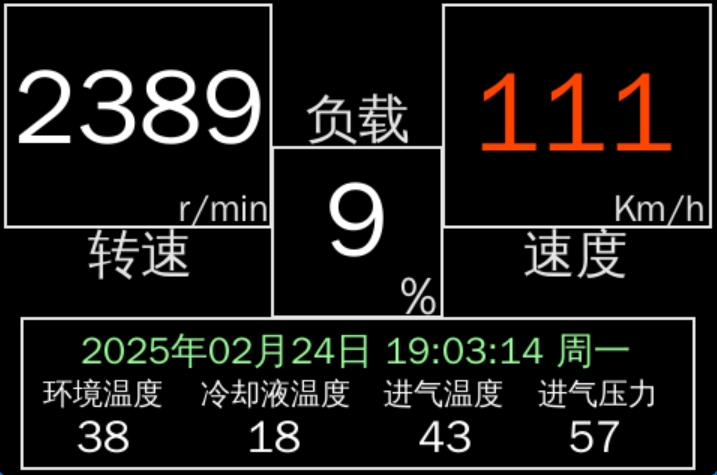 2389
r/min
转速
负载
9
%
111
Km/h
速度
2025年02月24日 19:03:14 周一
环境温度 冷却液温度 进气温度 进气压力
38 18 43 57